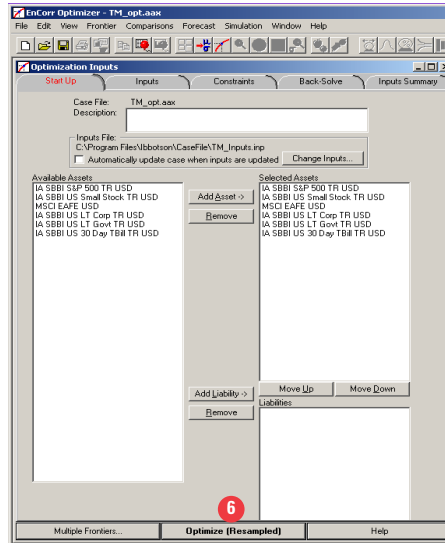 EnCorr Optimizer - TM_opt.aax
File Edit View Frontier Comparisons Forecast Simulation Window Help
Optimization Inputs
Start Up Inputs Constraints Back-Solve Inputs Summary
Case File: TM_opt.aax
Description:
Inputs File:
C:\Program Files\Ibbotson\CaseFile\TM_Inputs.inp
Automatically update case when inputs are updated Change Inputs...
Available Assets
IA SBBI S&P 500 TR USD
IA SBBI US Small Stock TR USD
MSCI EAFE USD
IA SBBI US LT Corp TR USD
IA SBBI US LT Govt TR USD
IA SBBI US 30 Day TBill TR USD
Add Asset ->
Remove
Selected Assets
IA SBBI S&P 500 TR USD
IA SBBI US Small Stock TR USD
MSCI EAFE USD
IA SBBI US LT Corp TR USD
IA SBBI US LT Govt TR USD
IA SBBI US 30 Day TBill TR USD
Move Up Move Down
Add Liability ->
Remove
Liabilities
6
Multiple Frontiers... Optimize (Resampled) Help